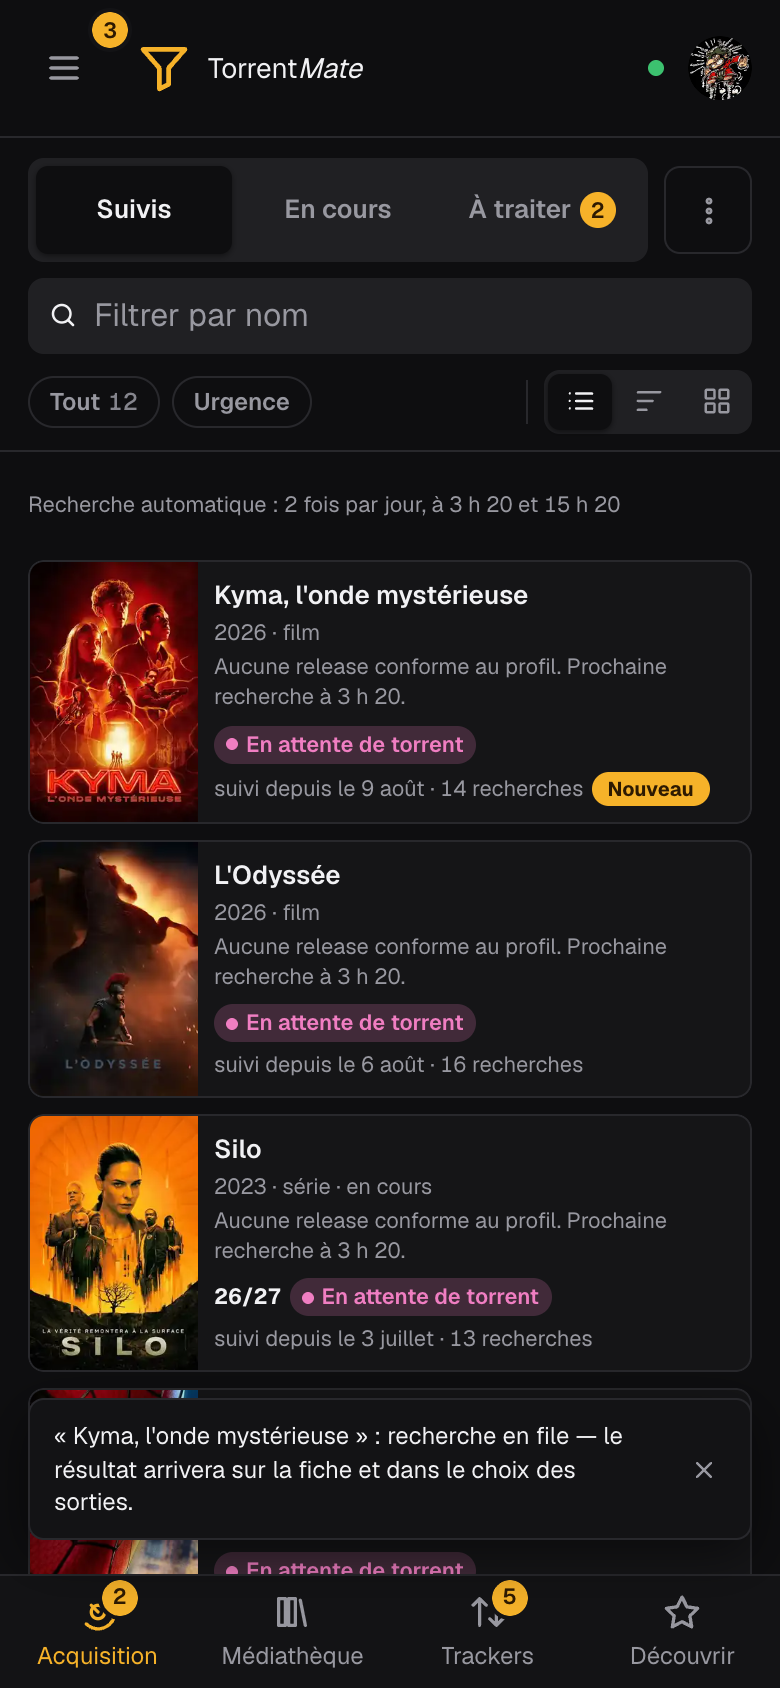 3
TorrentMate
Suivis
En cours
À traiter 2
Filtrer par nom
Tout 12
Urgence
Recherche automatique : 2 fois par jour, à 3 h 20 et 15 h 20
KYMA
L'ONDE MYSTÉRIEUSE
Kyma, l'onde mystérieuse
2026 · film
Aucune release conforme au profil. Prochaine
recherche à 3 h 20.
En attente de torrent
suivi depuis le 9 août · 14 recherches Nouveau
L'ODYSSÉE
L'Odyssée
2026 · film
Aucune release conforme au profil. Prochaine
recherche à 3 h 20.
En attente de torrent
suivi depuis le 6 août · 16 recherches
LA VÉRITÉ REMONTERA À LA SURFACE
SILO
Silo
2023 · série · en cours
Aucune release conforme au profil. Prochaine
recherche à 3 h 20.
26/27 En attente de torrent
suivi depuis le 3 juillet · 13 recherches
« Kyma, l'onde mystérieuse » : recherche en file — le
résultat arrivera sur la fiche et dans le choix des
sorties.
En attente de torrent
2
5
Acquisition
Médiathèque
Trackers
Découvrir